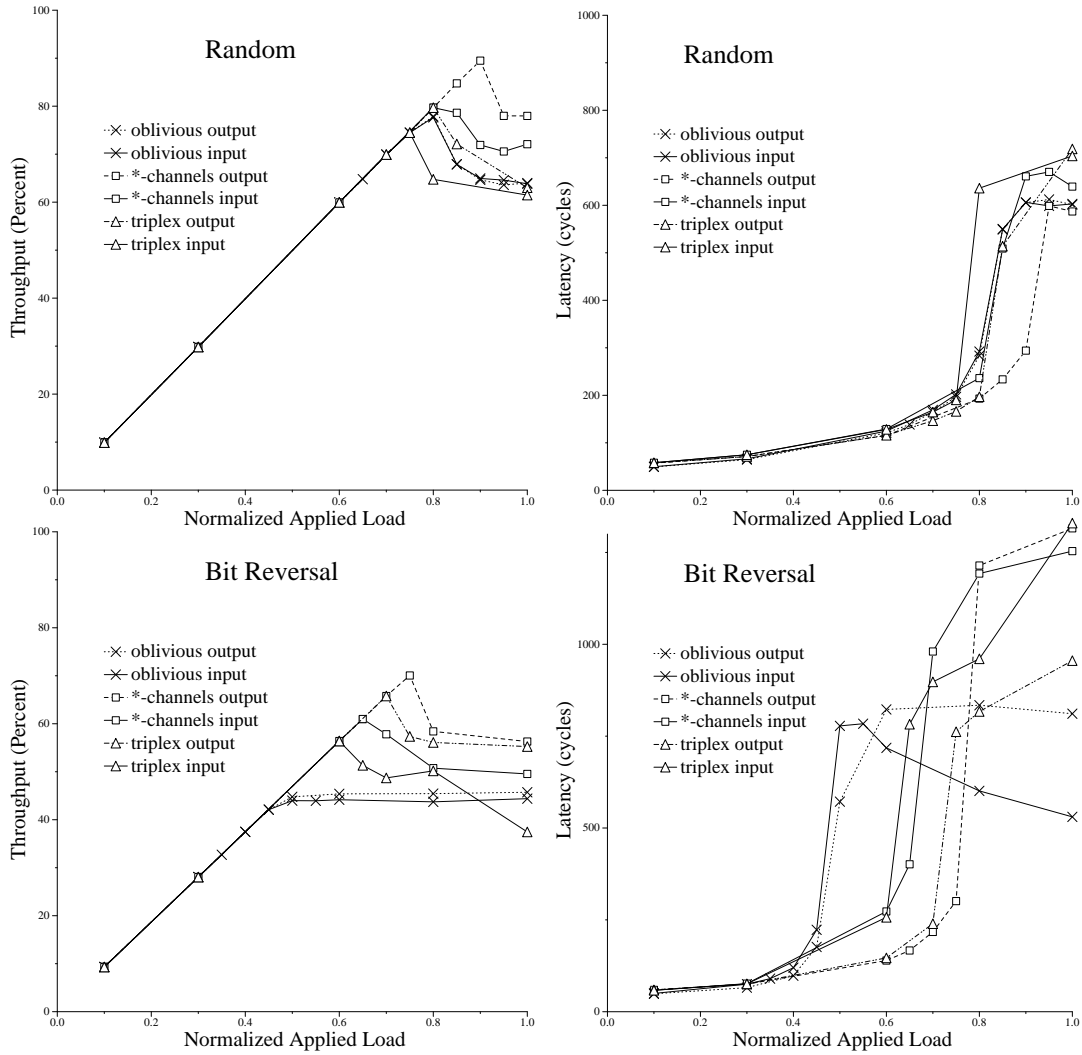 100
80
60
40
20
0
Throughput (Percent)
Random
oblivious output
oblivious input
*-channels output
*-channels input
triplex output
triplex input
0.0 0.2 0.4 0.6 0.8 1.0
Normalized Applied Load
1000
800
600
400
200
0
Latency (cycles)
Random
oblivious output
oblivious input
*-channels output
*-channels input
triplex output
triplex input
0.0 0.2 0.4 0.6 0.8 1.0
Normalized Applied Load
100
80
60
40
20
0
Throughput (Percent)
Bit Reversal
oblivious output
oblivious input
*-channels output
*-channels input
triplex output
triplex input
0.0 0.2 0.4 0.6 0.8 1.0
Normalized Applied Load
1000
500
0
Latency (cycles)
Bit Reversal
oblivious output
oblivious input
*-channels output
*-channels input
triplex output
triplex input
0.0 0.2 0.4 0.6 0.8 1.0
Normalized Applied Load